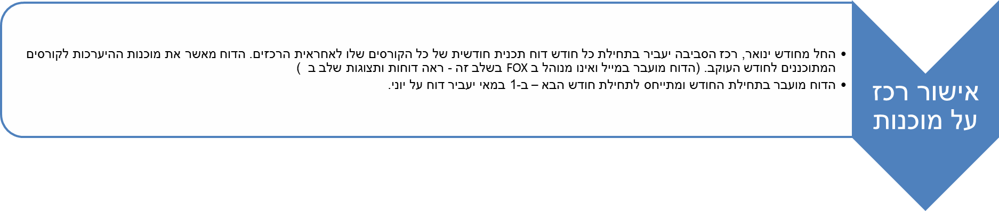 אישור רכז
על מוכנות
• החל מחודש ינואר, רכז הסביבה יעביר בתחילת כל חודש דוח תכנית חודשית של כל הקורסים שלו לאחראית הרכזים. הדוח מאשר את מוכנות ההיערכות לקורסים
המתוכננים לחודש העוקב. (הדוח מועבר במייל ואינו מנוהל ב FOX בשלב זה - ראה דוחות ותצוגות שלב ב )
• הדוח מועבר בתחילת החודש ומתייחס לתחילת חודש הבא – ב-1 במאי יעביר דוח על יוני.